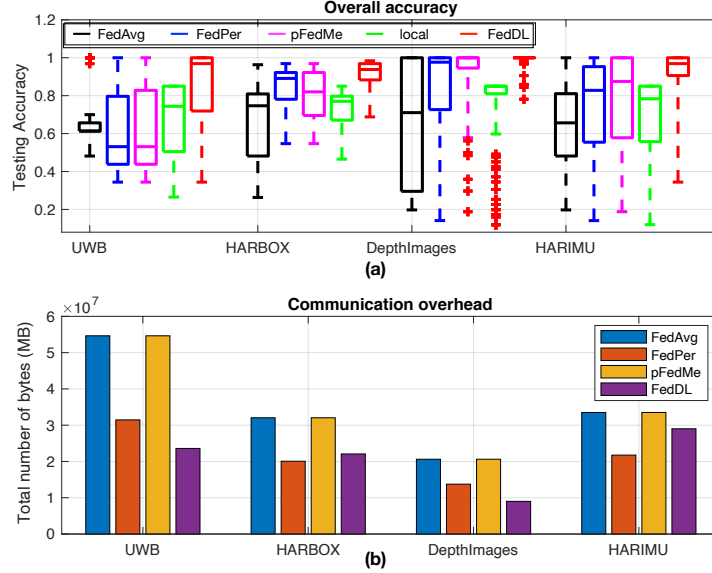 Overall accuracy
FedAvg FedPer pFedMe local FedDL
Testing Accuracy
1.2
1
0.8
0.6
0.4
0.2
UWB HARBOX DepthImages HARIMU
(a)
Communication overhead
×10^7
Total number of bytes (MB)
6
5
4
3
2
1
0
FedAvg
FedPer
pFedMe
FedDL
UWB HARBOX DepthImages HARIMU
(b)